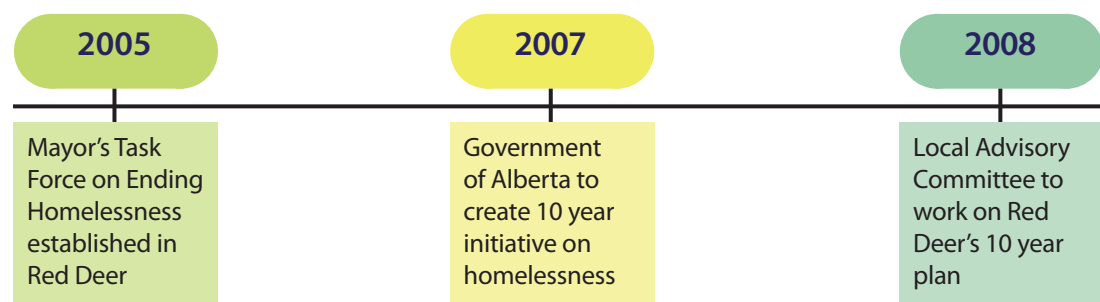 2005
2007
2008
Mayor's Task
Force on Ending
Homelessness
established in
Red Deer
Government
of Alberta to
create 10 year
initiative on
homelessness
Local Advisory
Committee to
work on Red
Deer's 10 year
plan